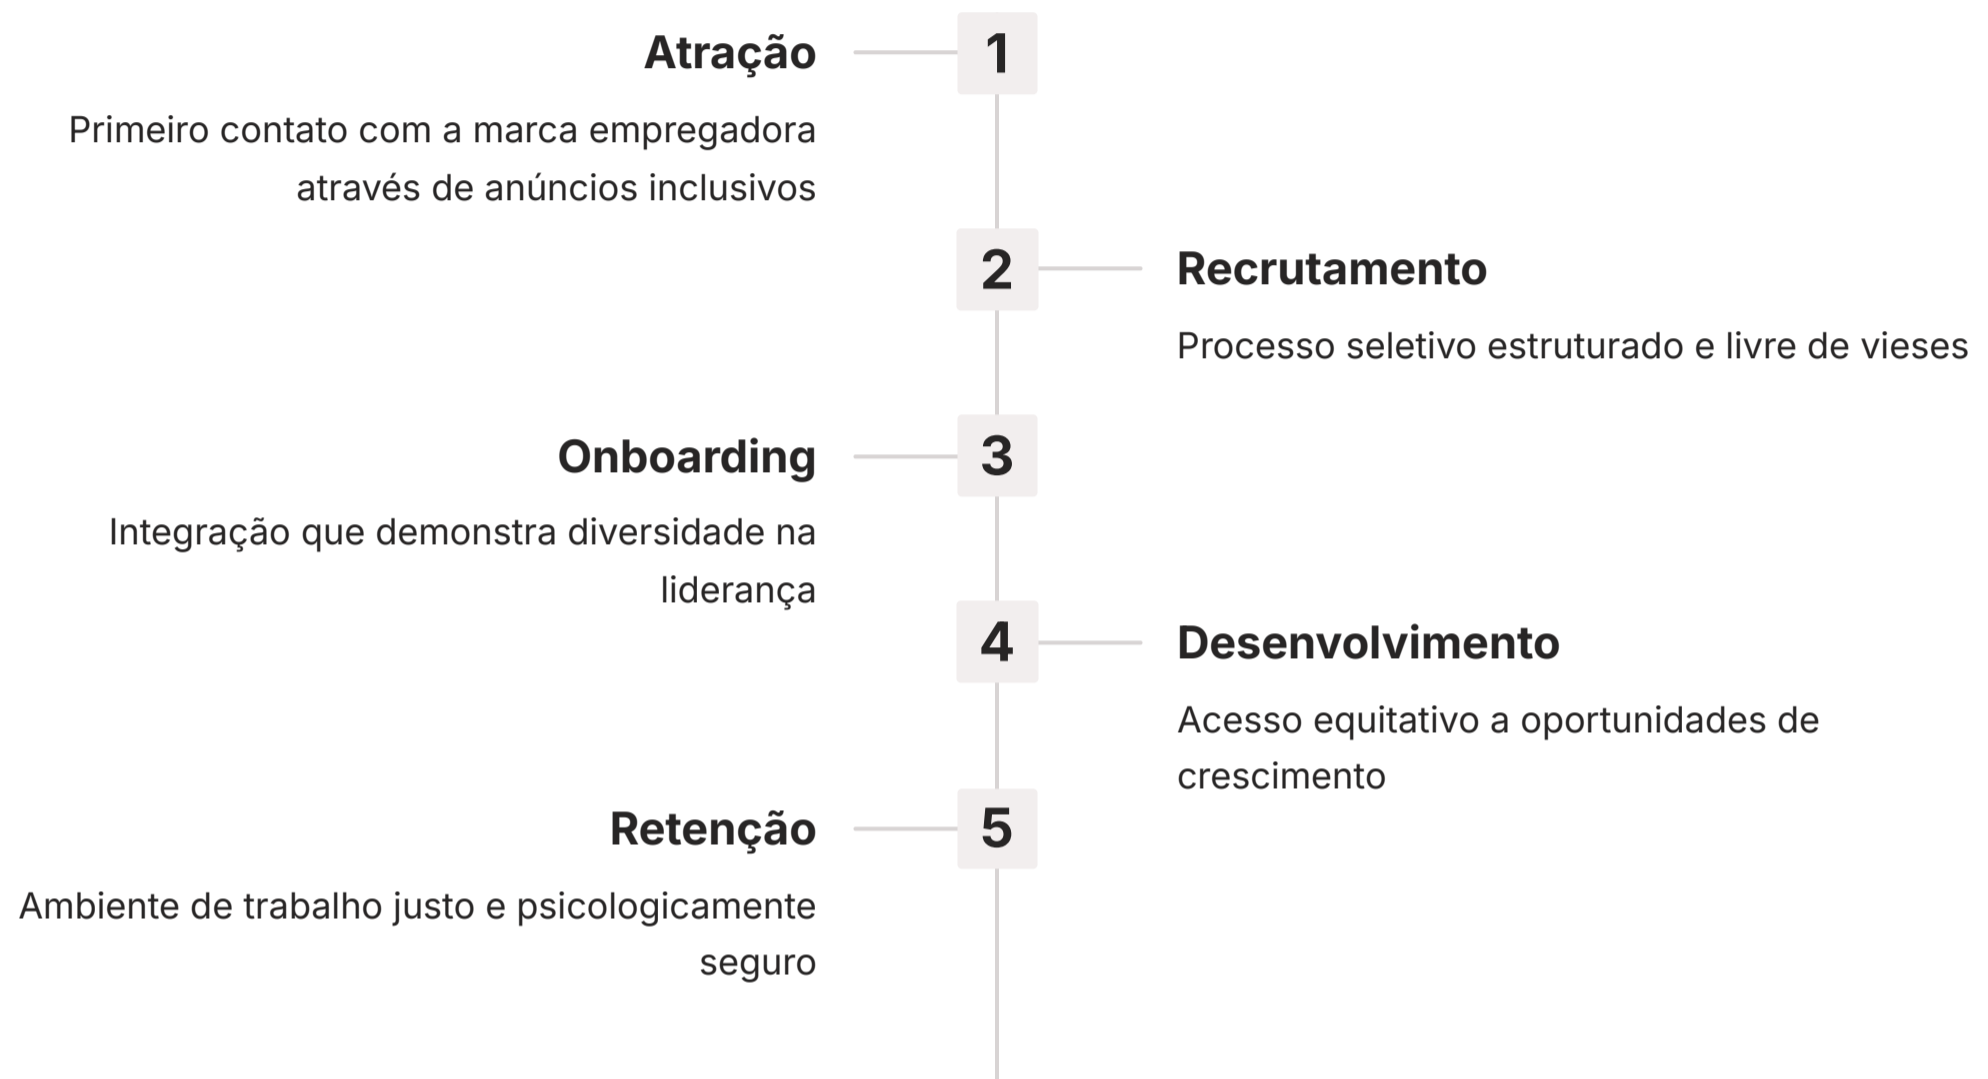 Atração
1
Primeiro contato com a marca empregadora
através de anúncios inclusivos
2
Recrutamento
Processo seletivo estruturado e livre de vieses
Onboarding
3
Integração que demonstra diversidade na
liderança
4
Desenvolvimento
Acesso equitativo a oportunidades de
crescimento
Retenção
5
Ambiente de trabalho justo e psicologicamente
seguro